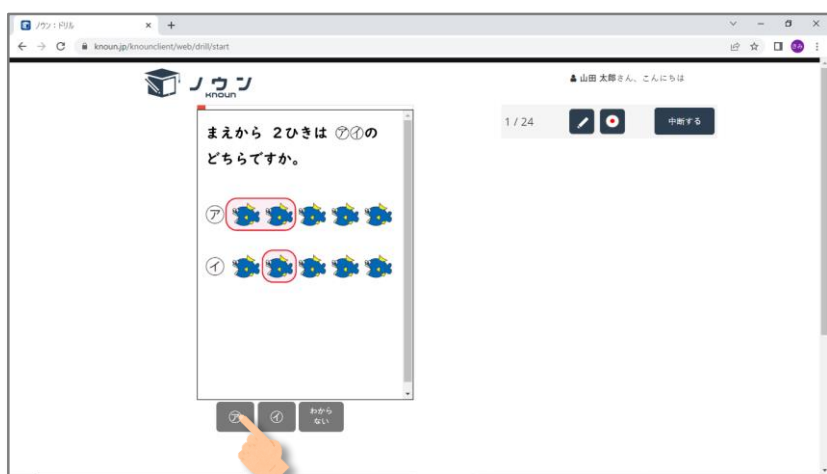 ノウン:ドリル
knoun.jp/knounclient/web/drill/start
ノウン
KNOUN
山田 太郎さん、こんにちは
まえから 2ひきは ㋐㋑の
どちらですか。
㋐
㋑
1 / 24
中断する
㋐
㋑
わから
ない